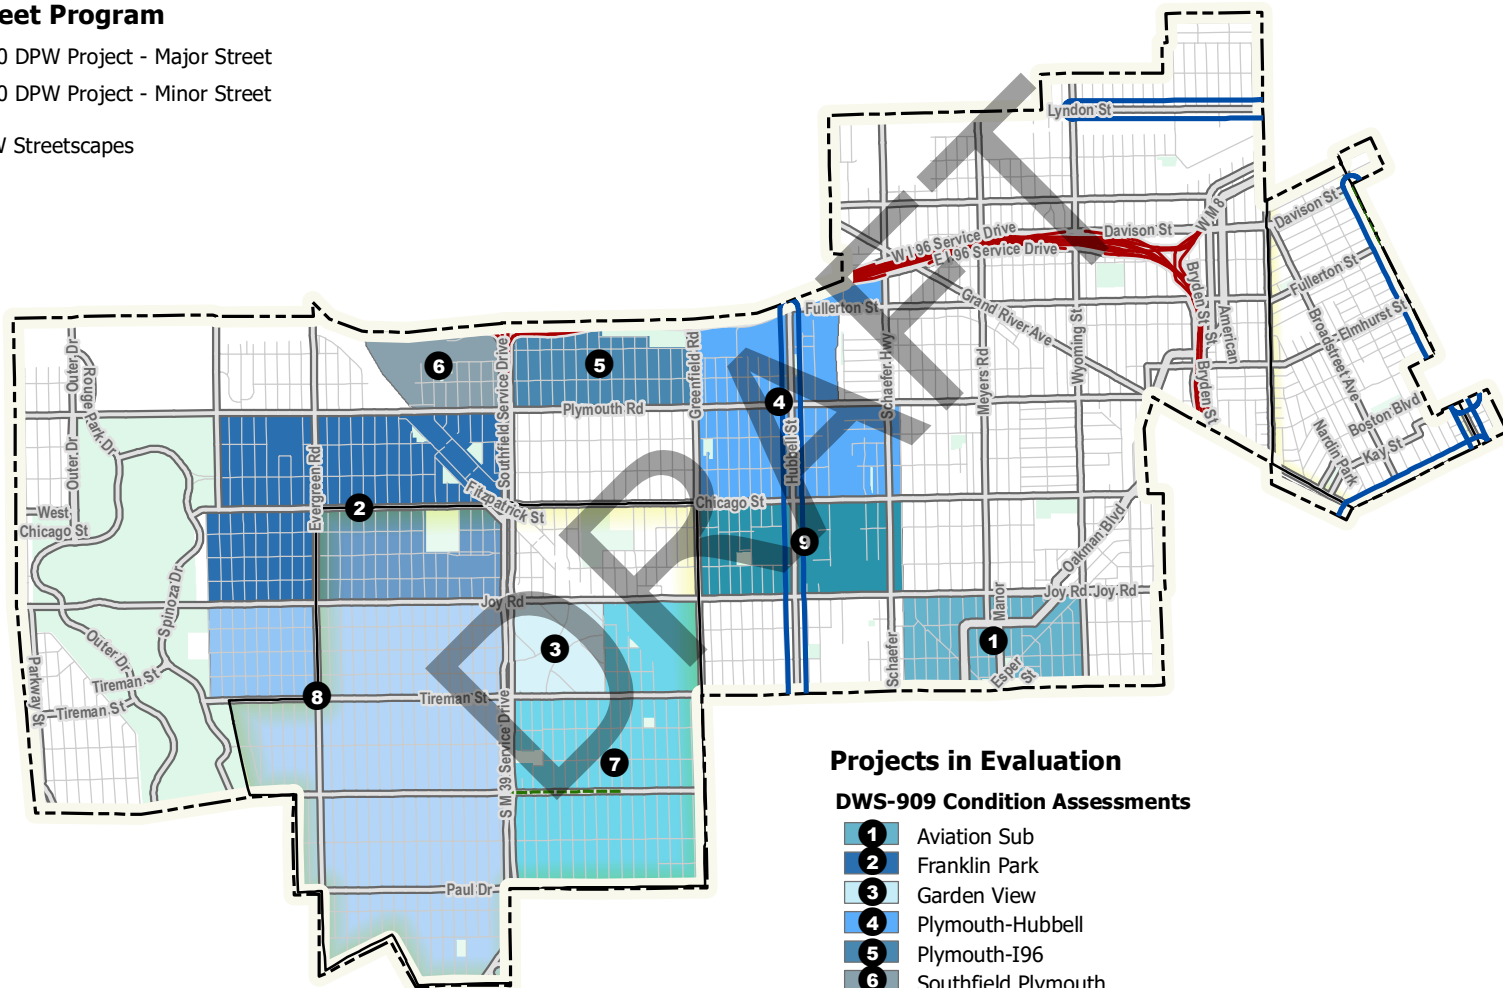 eet Program
0 DPW Project - Major Street
0 DPW Project - Minor Street
W Streetscapes
Lyndon St
Davison St
W M 8
Davison St
W I 96 Service Drive
E I 96 Service Drive
Fullerton St
Fullerton St
Grand River Ave
Bryden St
American
Elmhurst St
Broadstreet Ave
Wyoming St
Meyers Rd
Schaefer Hwy
Bryden St
Boston Blvd
Kay St
Nardin Park
Outer Dr
Rouge Park Dr
Southfield Service Drive
Greenfield Rd
Plymouth Rd
Hubbell St
Outer Dr
Evergreen Rd
Fitzpatrick St
Chicago St
West
Chicago St
Oakman Blvd
Spinoza Dr
Joy Rd
Joy Rd
Joy Rd
Manor
Outer Dr
Tireman St
Tireman St
Tireman St
Parkway St
Schaefer
Esper
St
S M 39 Service Drive
Paul Dr
1
2
3
4
5
6
7
8
9
DRAFT
Projects in Evaluation
DWS-909 Condition Assessments
1 Aviation Sub
2 Franklin Park
3 Garden View
4 Plymouth-Hubbell
5 Plymouth-I96
6 Southfield Plymouth